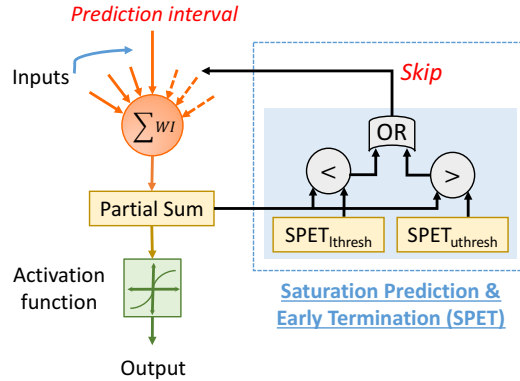 Prediction interval
Inputs
Skip
∑WI
OR
<
>
Partial Sum
SPETlthresh
SPETuthresh
Activation
function
Saturation Prediction &
Early Termination (SPET)
Output